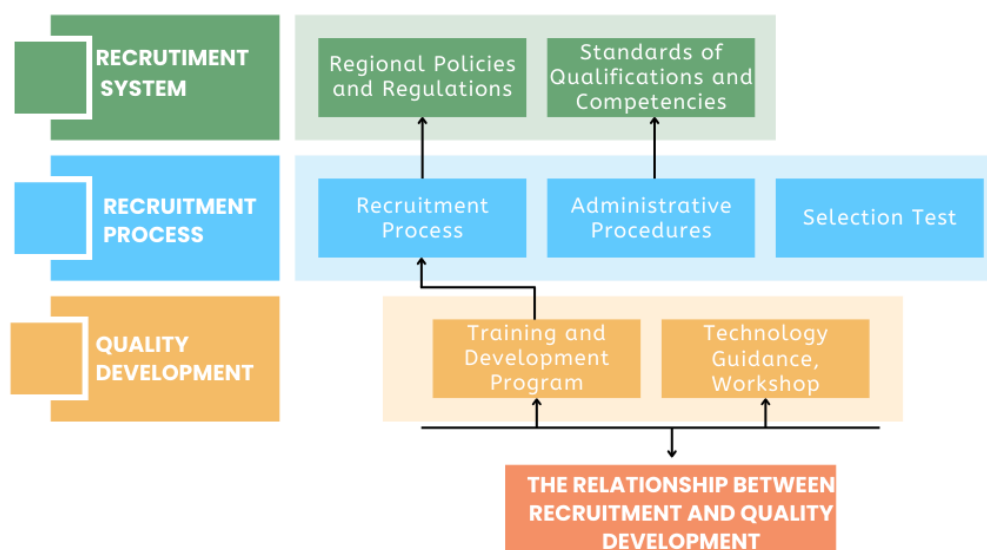 RECRUTIMENT
SYSTEM
Regional Policies
and Regulations
Standards of
Qualifications and
Competencies
RECRUITMENT
PROCESS
Recruitment
Process
Administrative
Procedures
Selection Test
QUALITY
DEVELOPMENT
Training and
Development
Program
Technology
Guidance,
Workshop
THE RELATIONSHIP BETWEEN
RECRUITMENT AND QUALITY
DEVELOPMENT